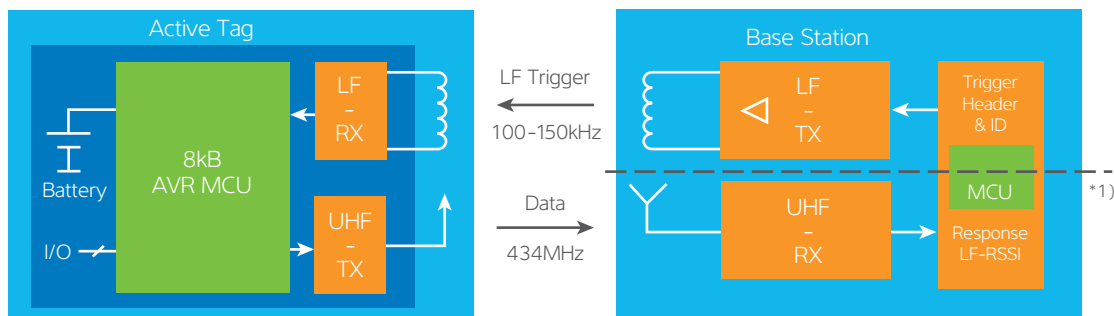 Active Tag
8kB
AVR MCU
Battery
I/O
LF
-
RX
UHF
-
TX
LF Trigger
100-150kHz
Data
434MHz
Base Station
LF
-
TX
UHF
-
RX
Trigger
Header
& ID
MCU
Response
LF-RSSI
*1)